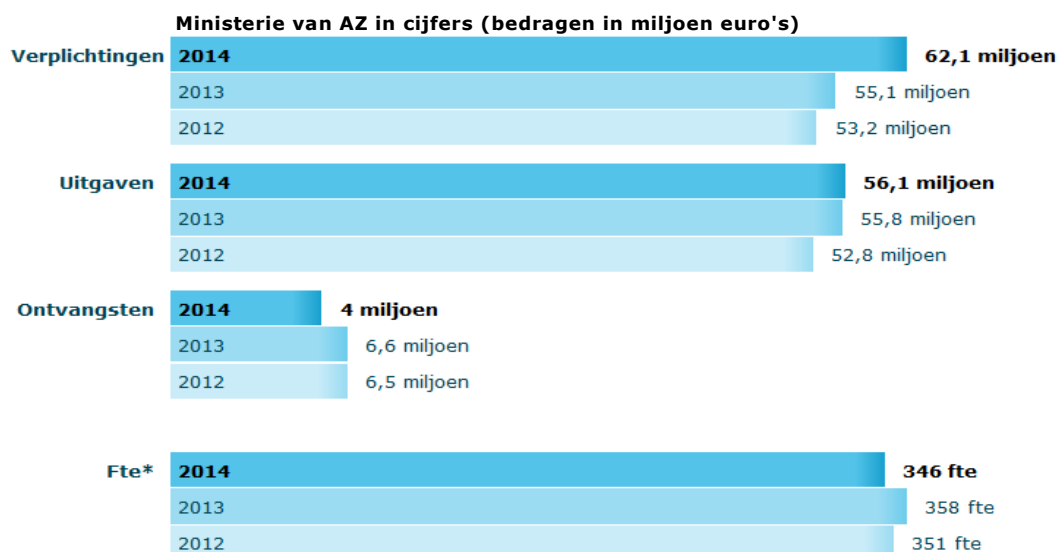 Ministerie van AZ in cijfers (bedragen in miljoen euro's)
Verplichtingen 2014 62,1 miljoen
2013 55,1 miljoen
2012 53,2 miljoen
Uitgaven 2014 56,1 miljoen
2013 55,8 miljoen
2012 52,8 miljoen
Ontvangsten 2014 4 miljoen
2013 6,6 miljoen
2012 6,5 miljoen
Fte* 2014 346 fte
2013 358 fte
2012 351 fte